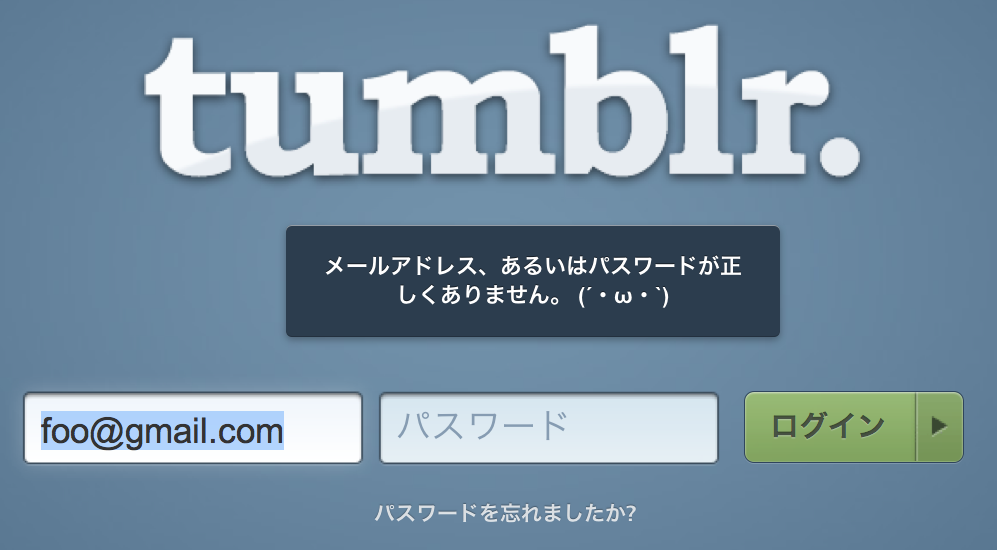 tumblr.
メールアドレス、あるいはパスワードが正
しくありません。 (´・ω・`)
foo@gmail.com
パスワード
ログイン
パスワードを忘れましたか?